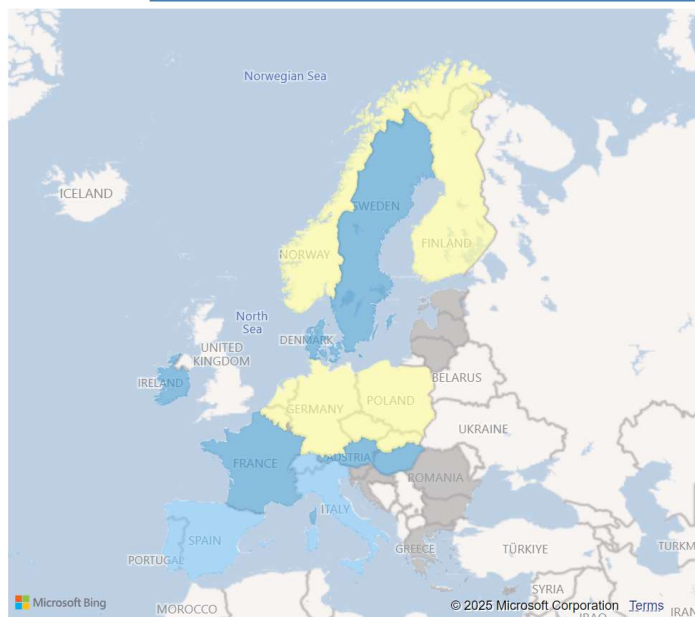 Norwegian Sea
ICELAND
SWEDEN
NORWAY
FINLAND
North
Sea
DENMARK
UNITED
KINGDOM
IRELAND
BELARUS
GERMANY
POLAND
UKRAINE
FRANCE
AUSTRIA
ROMANIA
ITALY
SPAIN
PORTUGAL
GREECE
TÜRKIYE
TURKM
SYRIA
MOROCCO
IRAQ
IRAN
Microsoft Bing
© 2025 Microsoft Corporation Terms